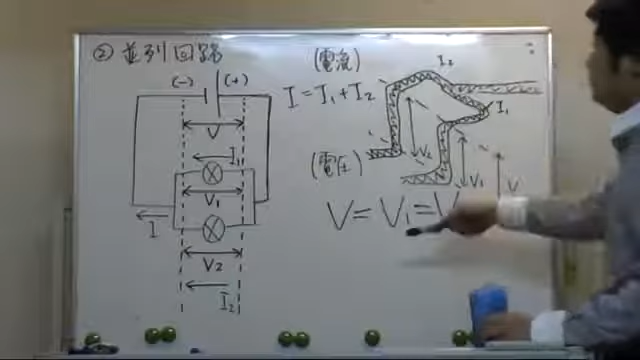 ② 並列回路
(-) (+)
V
I₁
V₁
I
V₂
I₂
(電流)
I = I₁ + I₂
I₂
I₁
V₂
V₁
V
(電圧)
V = V₁ = V